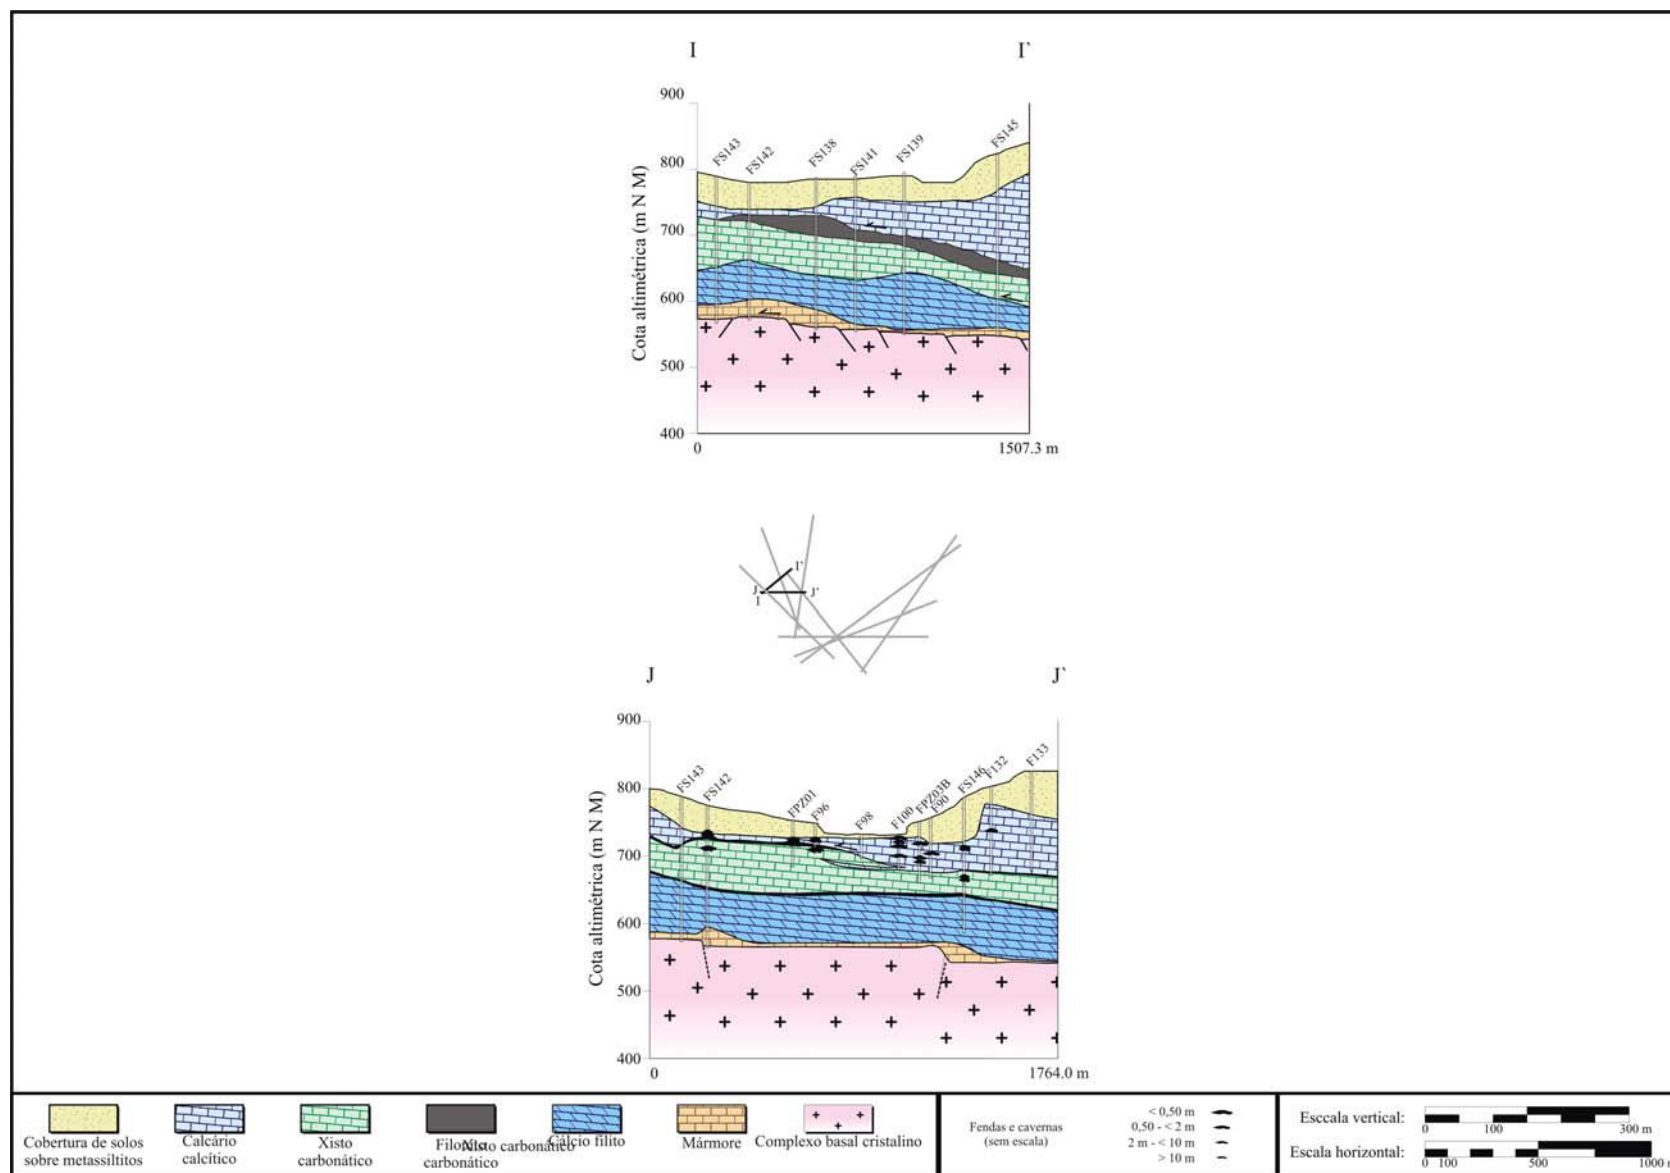 I I`
900
800
700
600
500
400
Cota altimétrica (m N M)
FS143
FS142
FS138
FS141
FS139
FS145
0 1507.3 m
I`
J J`
I
J J`
900
800
700
600
500
400
Cota altimétrica (m N M)
FS143
FS142
FPZ01
F96
F98
F100
FPZ03B
F90
FS146
F132
F133
0 1764.0 m
Cobertura de solos
sobre metassiltitos
Calcário
calcítico
Xisto
carbonático
Filonito
carbonático
Xisto carbonático
Cálcio filito
Mármore
Complexo basal cristalino
Fendas e cavernas
(sem escala)
< 0,50 m
0,50 - < 2 m
2 m - < 10 m
> 10 m
Esccala vertical:
0 100 300 m
Escala horizontal:
0 100 500 1000 m